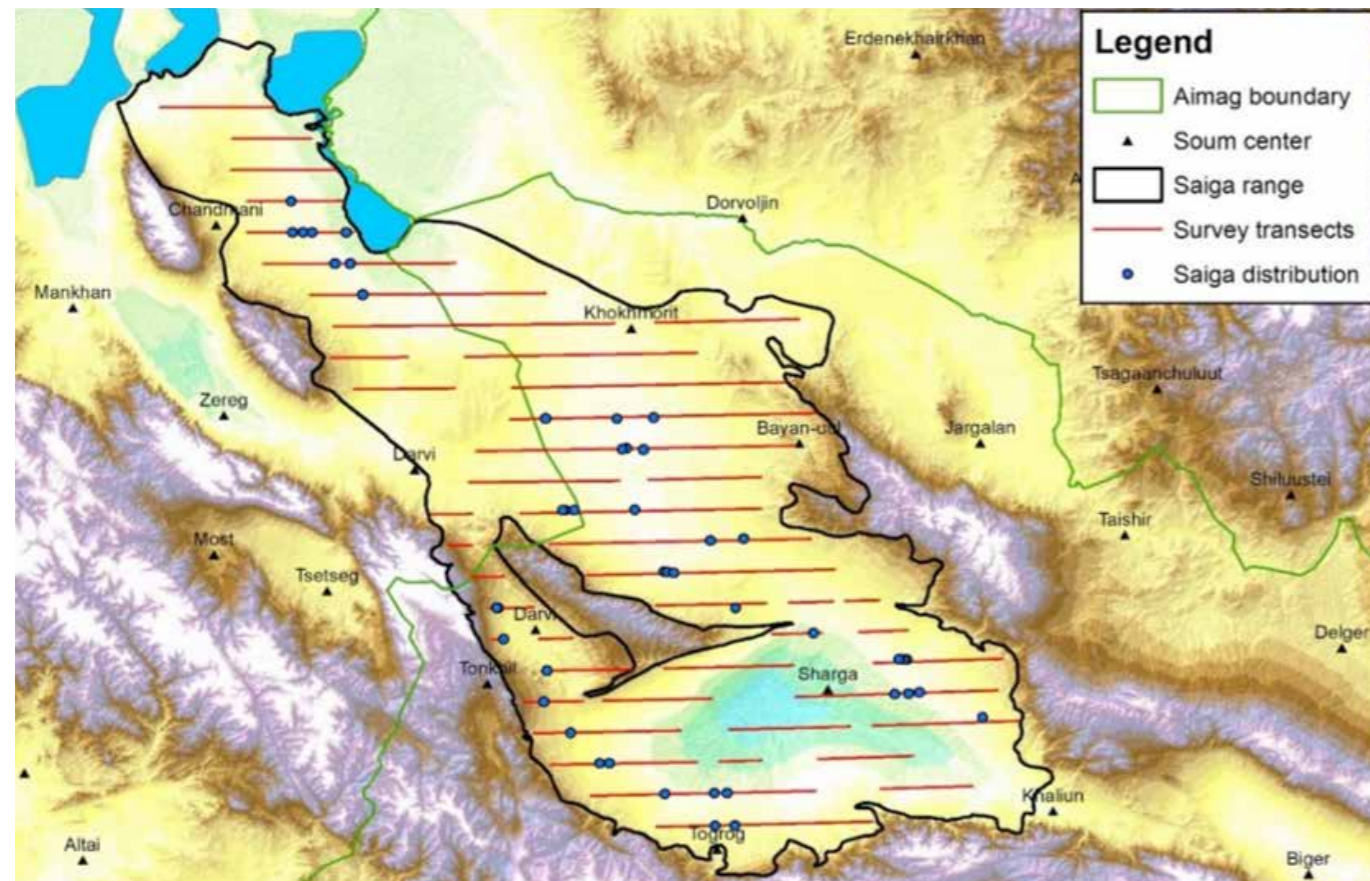 Legend
Aimag boundary
Soum center
Saiga range
Survey transects
Saiga distribution
Erdenekhairkhan
Dorvoljin
Chandmani
Mankhan
Khokhmorit
Tsagaanchuluut
Zereg
Bayan-uul
Jargalan
Darvi
Shiluustei
Taishir
Most
Tsetseg
Darvi
Delger
Tonkhil
Sharga
Khaliun
Togrog
Altai
Biger